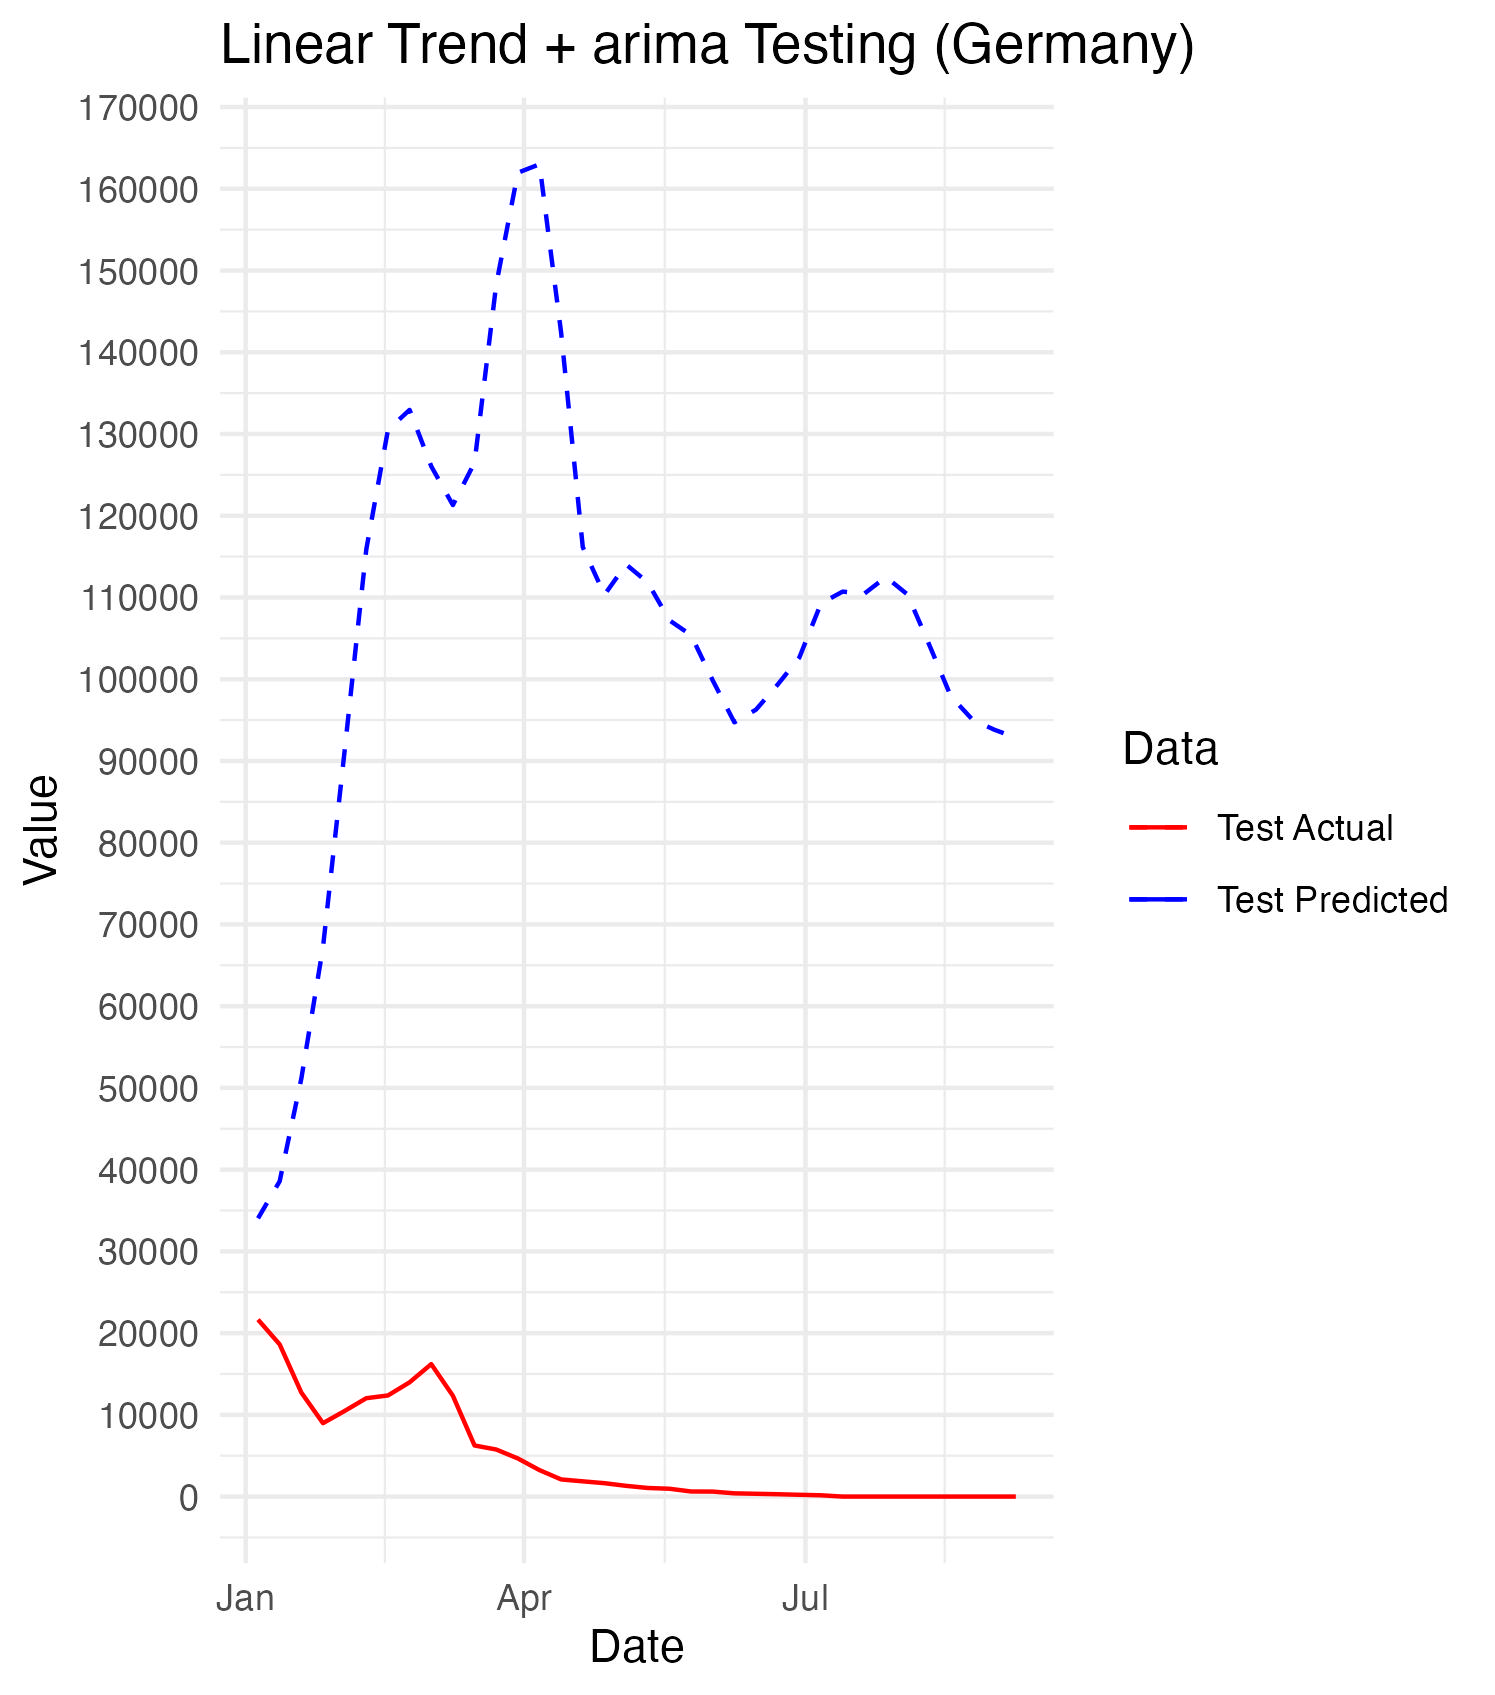 Linear Trend + arima Testing (Germany)
170000
160000
150000
140000
130000
120000
110000
100000
90000
80000
70000
60000
50000
40000
30000
20000
10000
0
Value
Jan Apr Jul
Date
Data
Test Actual
Test Predicted